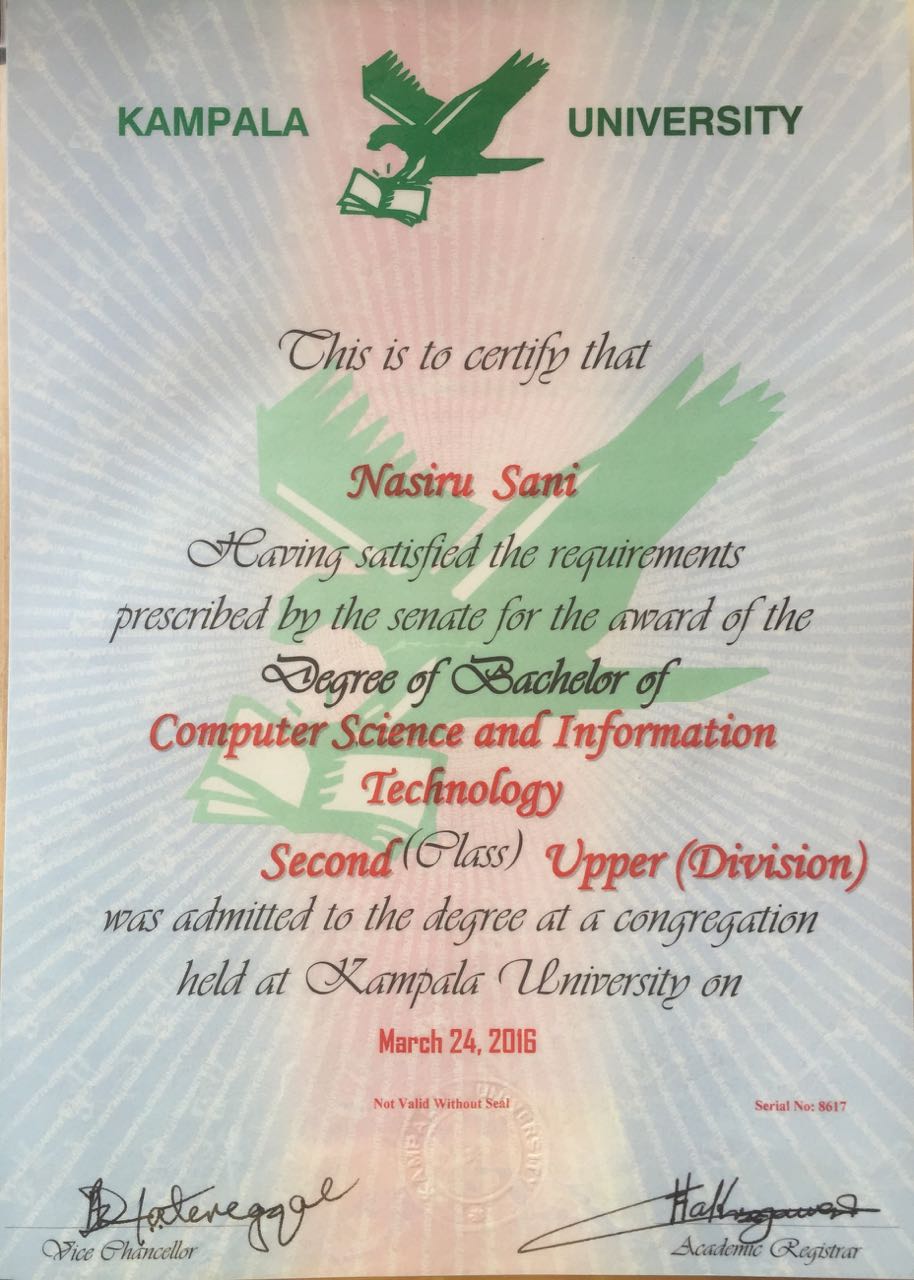 KAMPALA UNIVERSITY
This is to certify that
Nasiru Sani
Having satisfied the requirements
prescribed by the senate for the award of the
Degree of Bachelor of
Computer Science and Information
Technology
Second (Class) Upper (Division)
was admitted to the degree at a congregation
held at Kampala University on
March 24, 2016
Not Valid Without Seal
Serial No: 8617
KAMPALA UNIVERSITY
Vice Chancellor
Academic Registrar